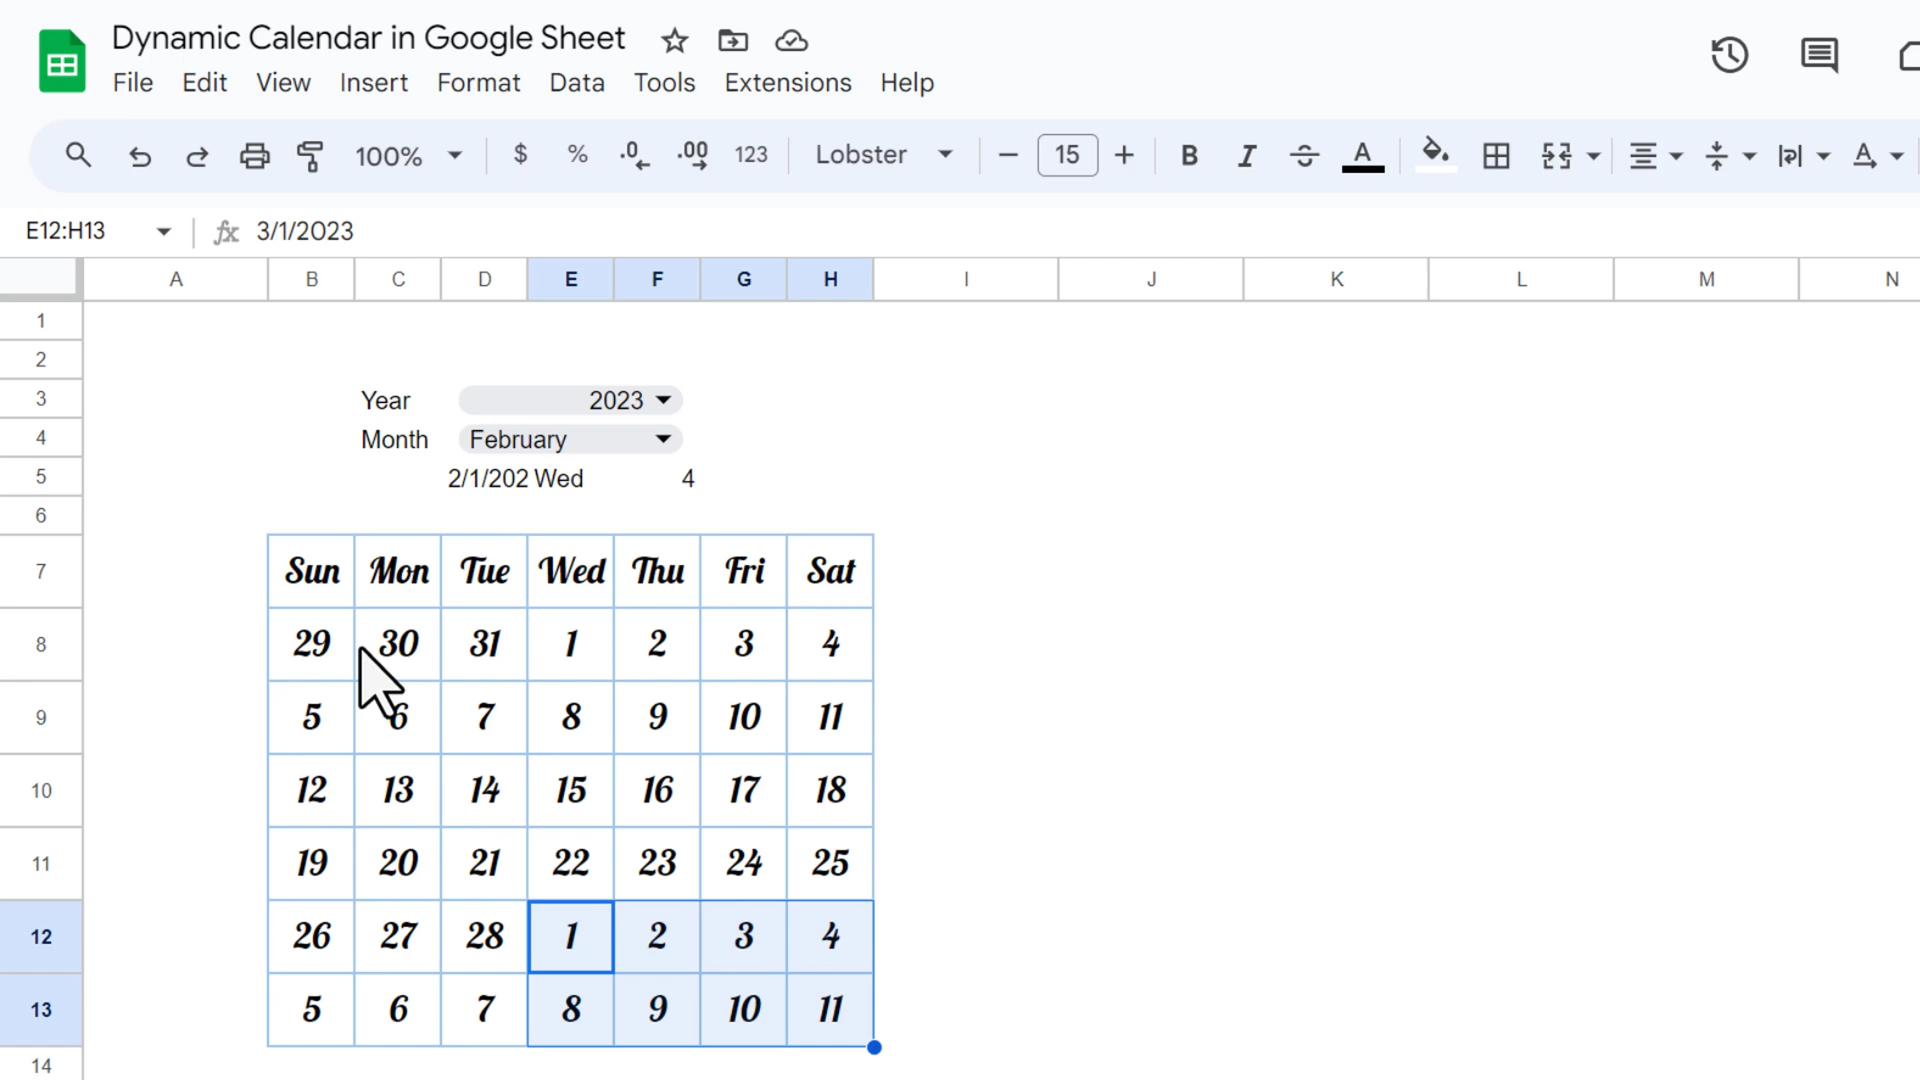 Dynamic Calendar in Google Sheet
File Edit View Insert Format Data Tools Extensions Help
100% $ % .0 .00 123 Lobster 15 B I A A
E12:H13 fx 3/1/2023
A B C D E F G H I J K L M N
1
2
3 Year 2023
4 Month February
5 2/1/202 Wed 4
6
7 Sun Mon Tue Wed Thu Fri Sat
8 29 30 31 1 2 3 4
9 5 6 7 8 9 10 11
10 12 13 14 15 16 17 18
11 19 20 21 22 23 24 25
12 26 27 28 1 2 3 4
13 5 6 7 8 9 10 11
14